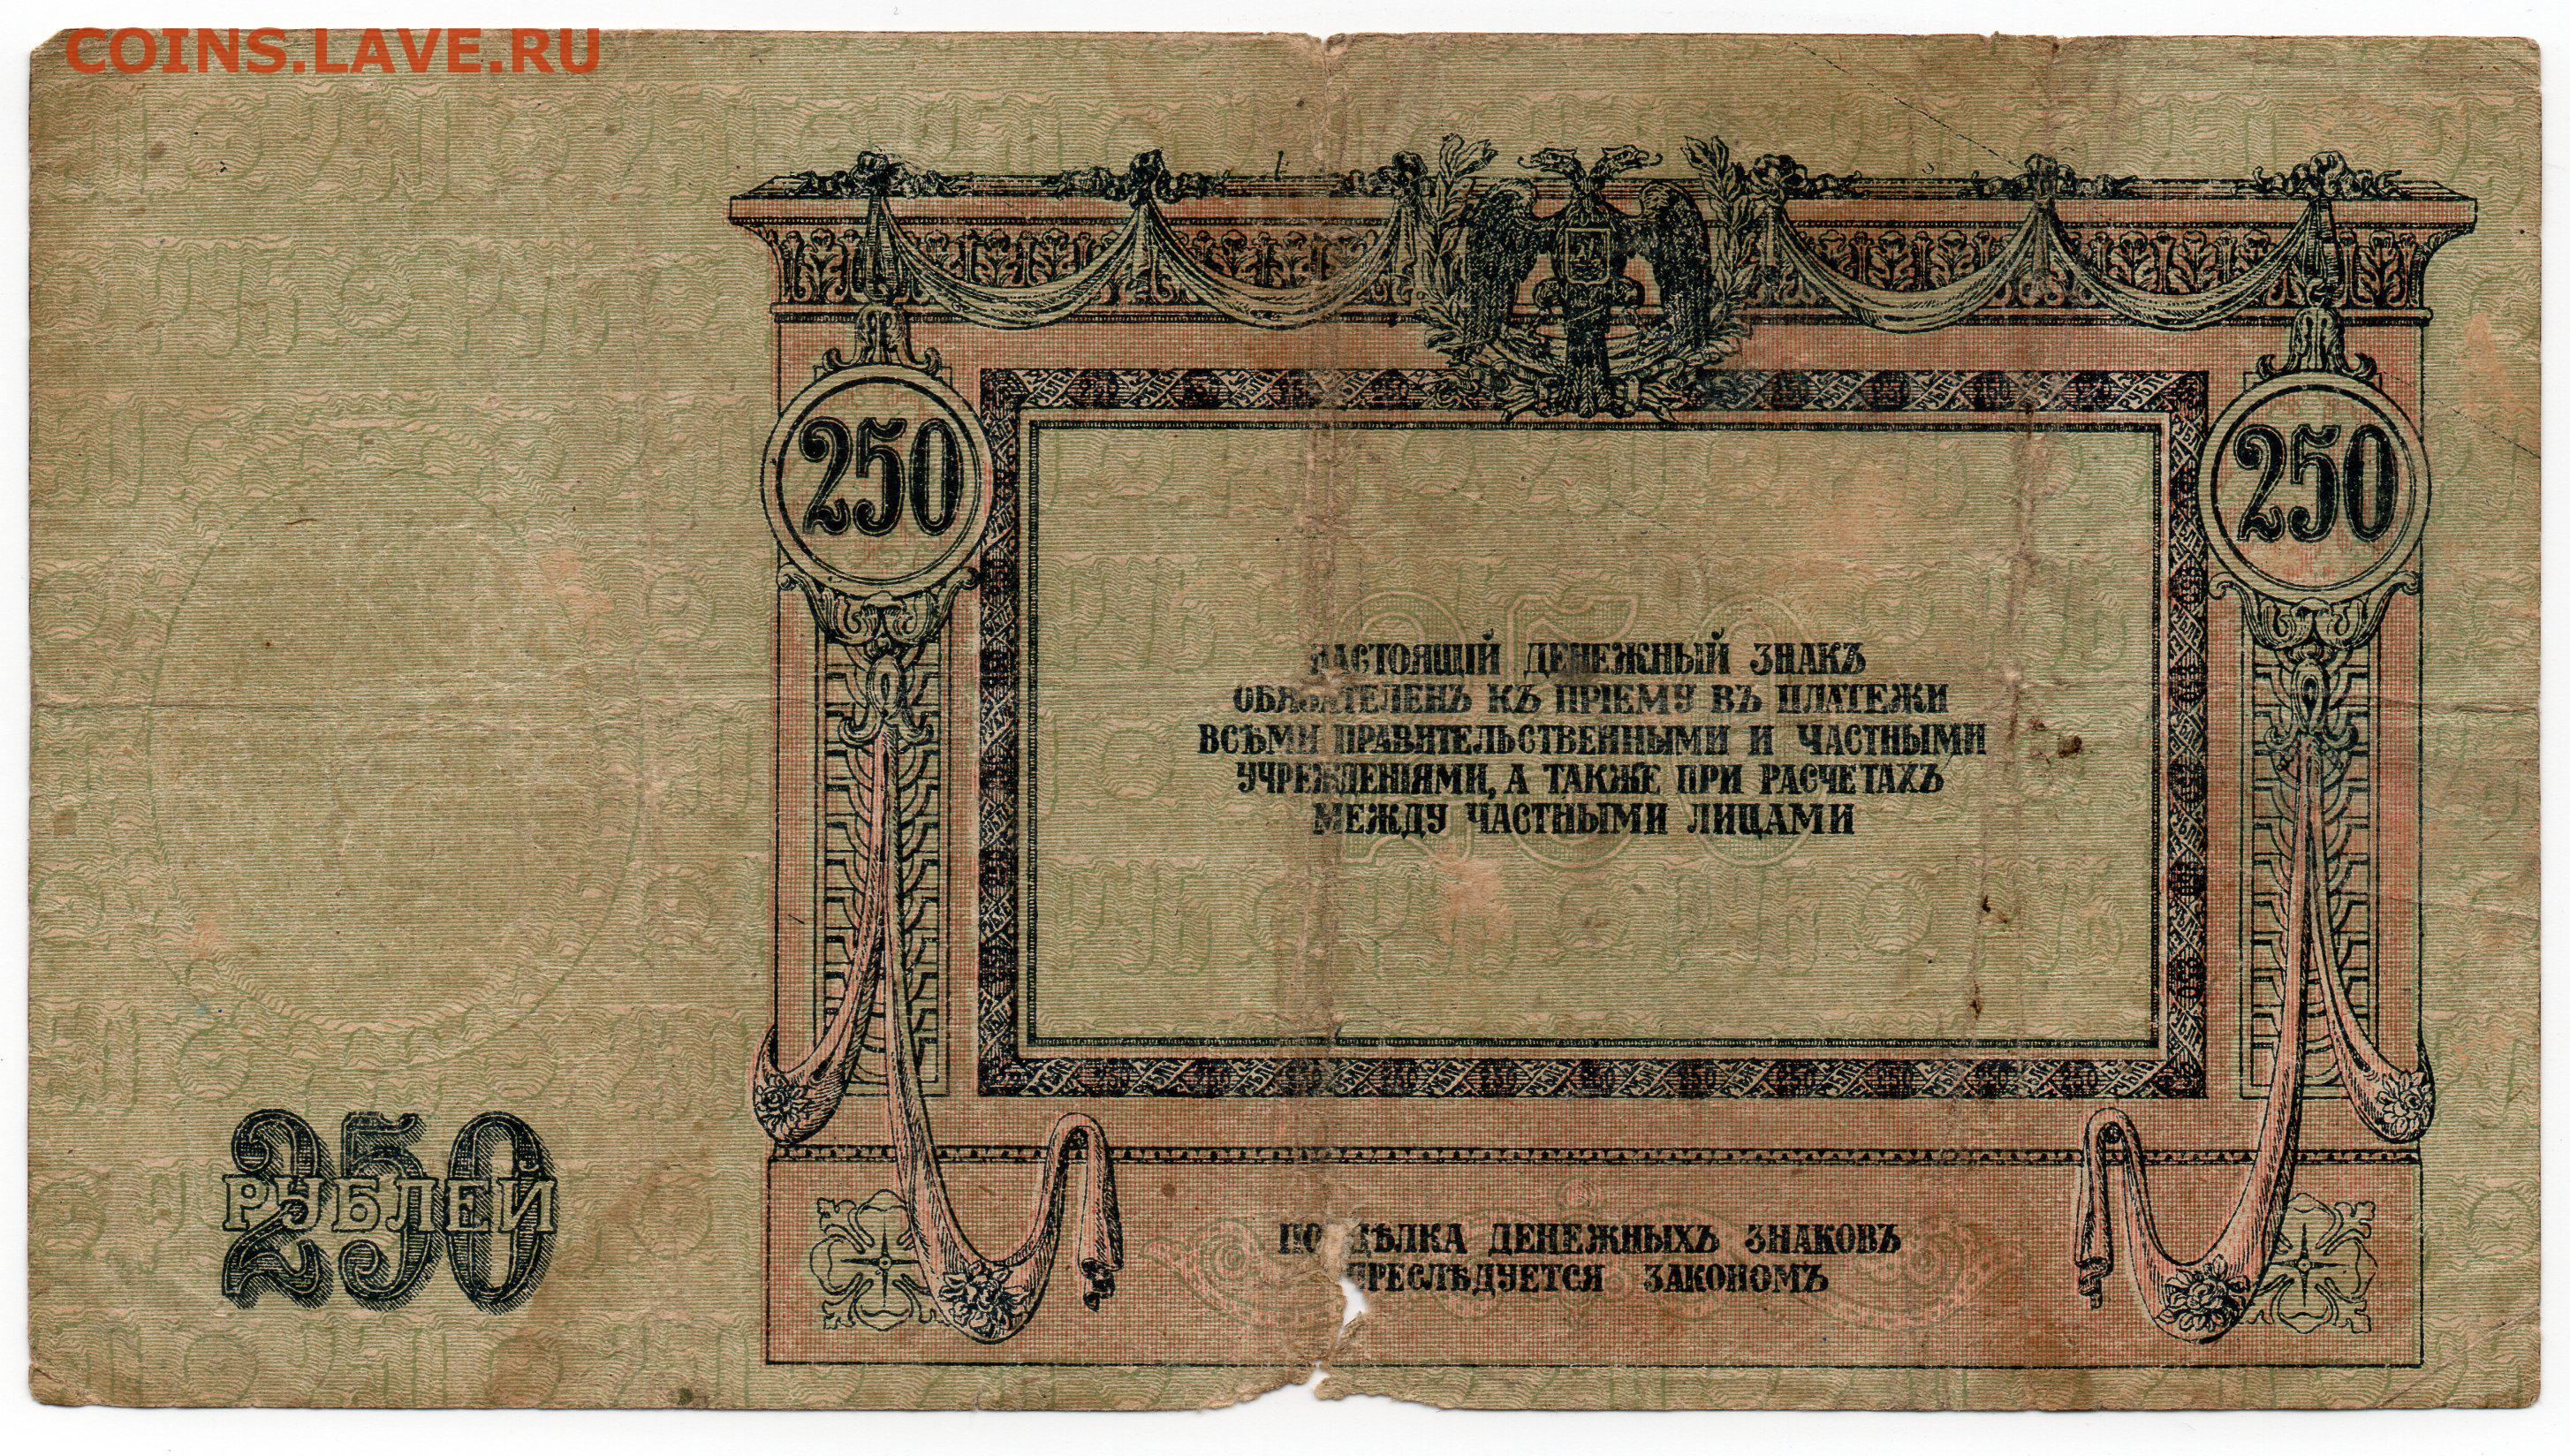 COINS.LAVE.RU
250
250
НАСТОЯЩІЙ ДЕНЕЖНЫЙ ЗНАКЪ
ОБЯЗАТЕЛЕНЪ КЪ ПРІЕМУ ВЪ ПЛАТЕЖИ
ВСѢМИ ПРАВИТЕЛЬСТВЕННЫМИ И ЧАСТНЫМИ
УЧРЕЖДЕНІЯМИ, А ТАКЖЕ ПРИ РАСЧЕТАХЪ
МЕЖДУ ЧАСТНЫМИ ЛИЦАМИ
250
РУБЛЕЙ
ПОДДѢЛКА ДЕНЕЖНЫХЪ ЗНАКОВЪ
ПРЕСЛѢДУЕТСЯ ЗАКОНОМЪ